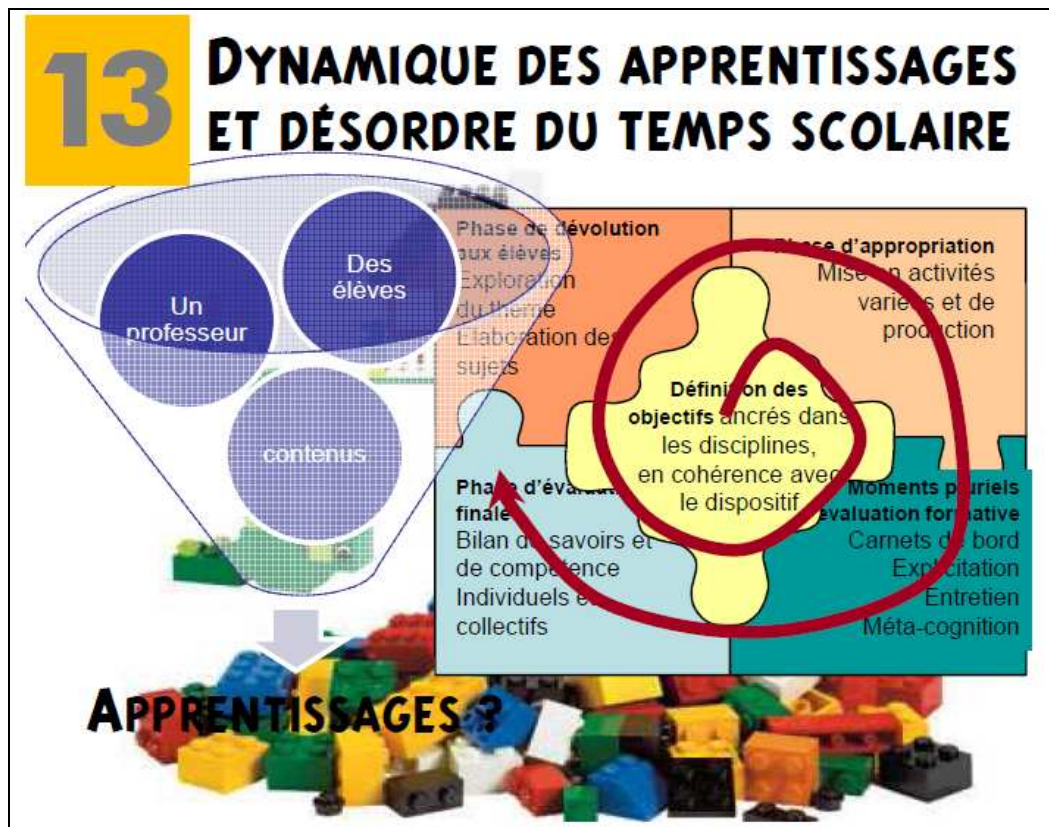 13
DYNAMIQUE DES APPRENTISSAGES
ET DÉSORDRE DU TEMPS SCOLAIRE
Un
professeur
Des
élèves
contenus
APPRENTISSAGES ?
Phase de dévolution
aux élèves
Exploration
du thème
Elaboration des
sujets
Phase d'appropriation
Mise en activités
variées et de
production
Définition des
objectifs ancrés dans
les disciplines,
en cohérence avec
le dispositif
Phase d'évaluation
finale
Bilan de savoirs et
de compétence
Individuels et
collectifs
Moments pluriels
évaluation formative
Carnets de bord
Explicitation
Entretien
Méta-cognition